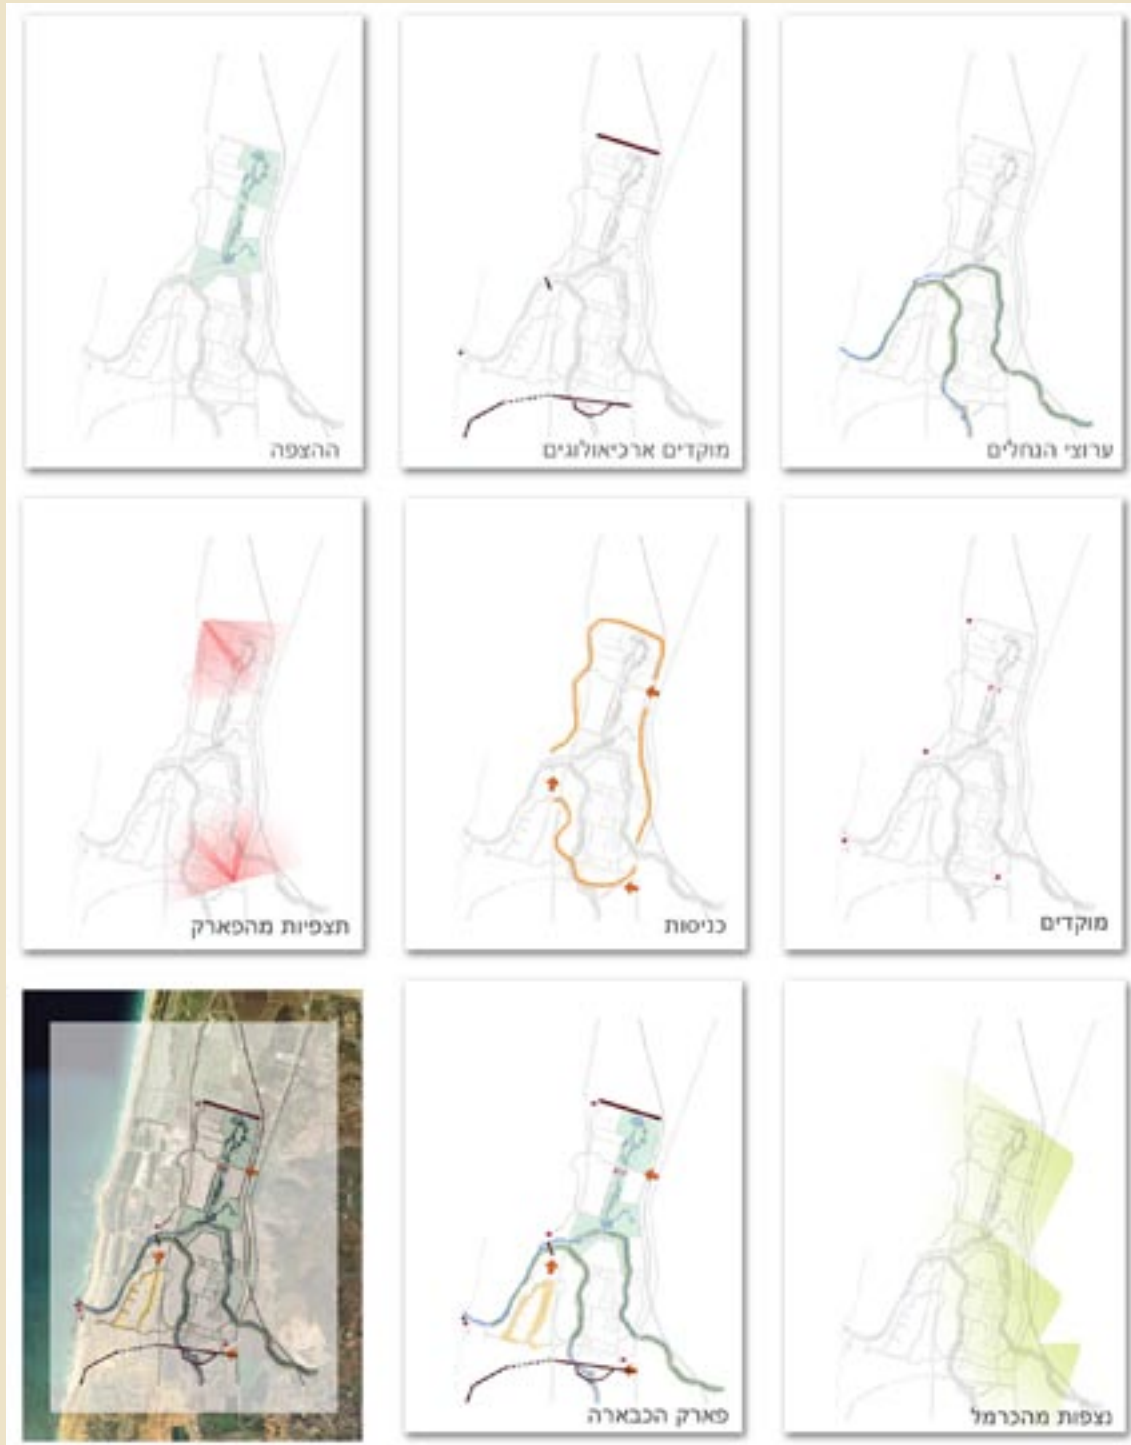 ערוצי הנחלים
מוקדים ארכיאולוגים
ההצפה
מוקדים
כניסות
תצפיות מהפארק
נצפות מהכרמל
פארק הכבארה